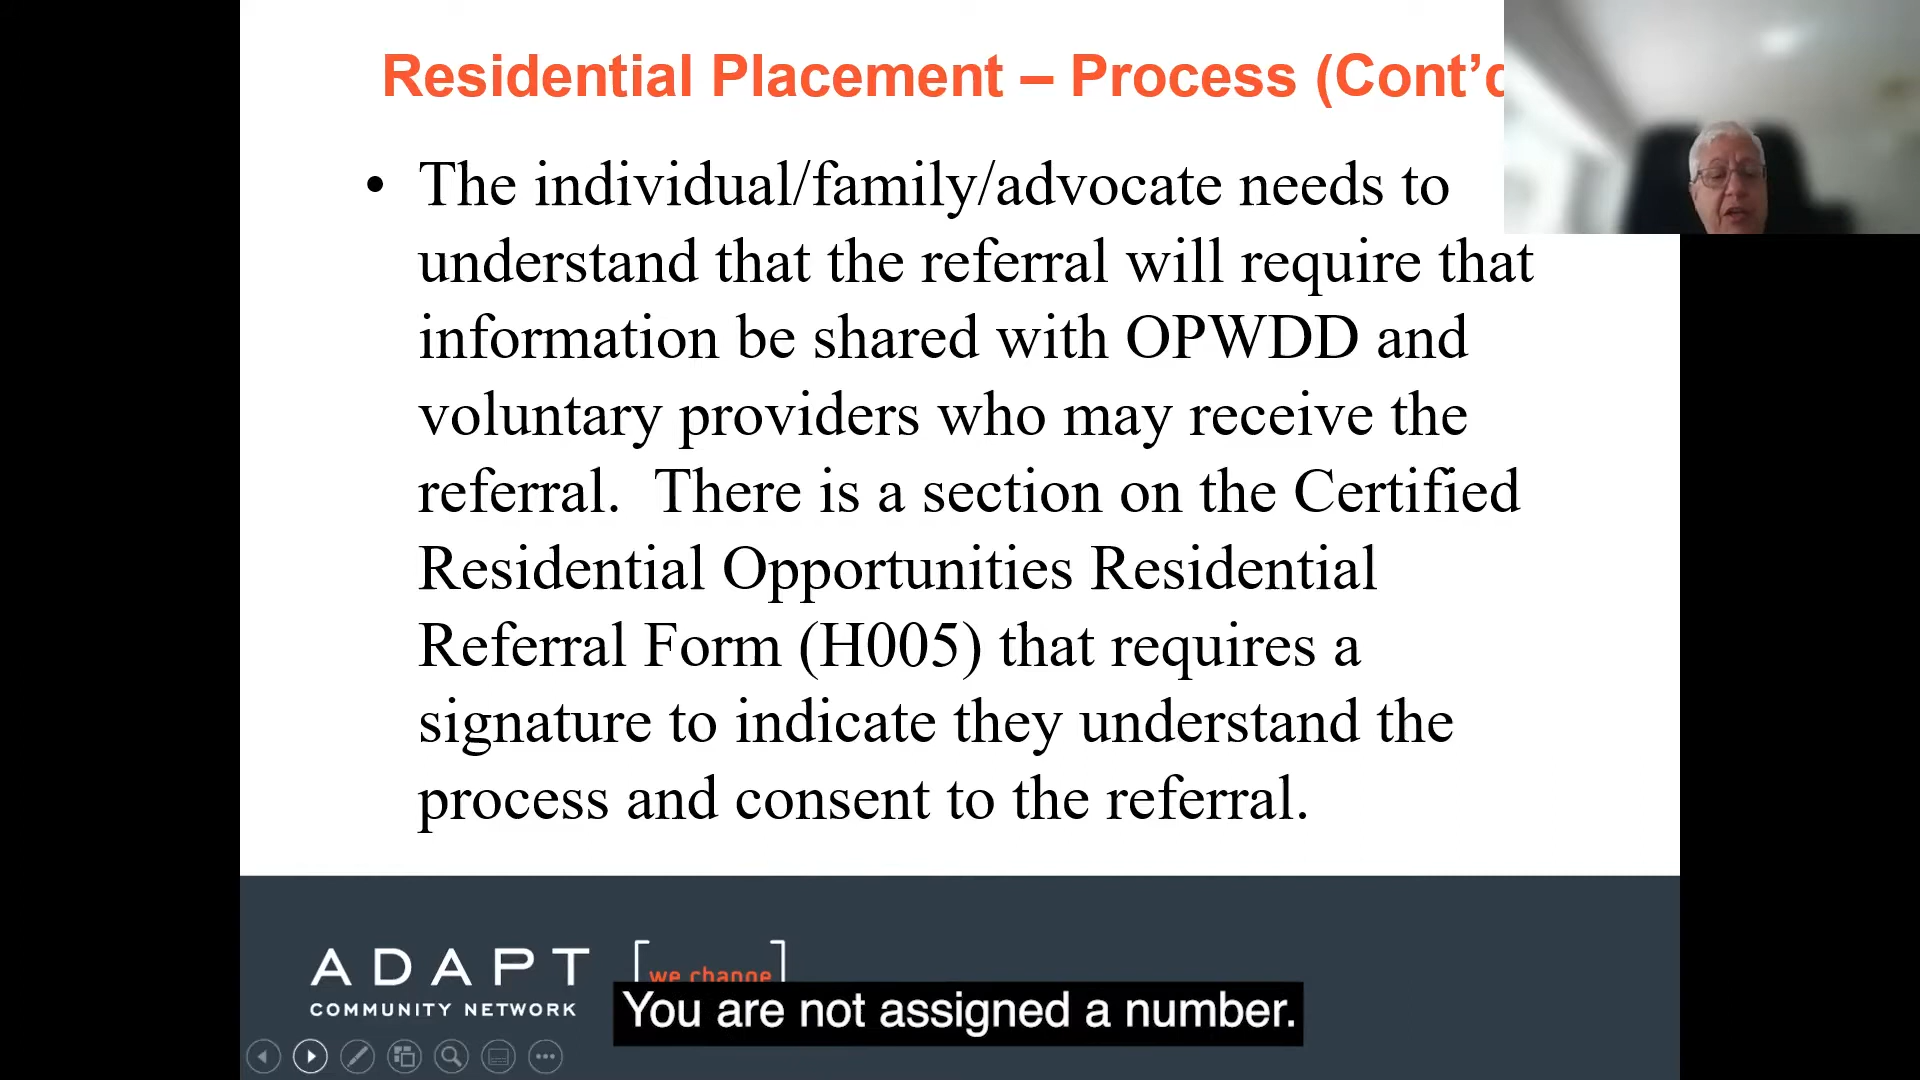 Residential Placement – Process (Cont’d
• The individual/family/advocate needs to
understand that the referral will require that
information be shared with OPWDD and
voluntary providers who may receive the
referral.  There is a section on the Certified
Residential Opportunities Residential
Referral Form (H005) that requires a
signature to indicate they understand the
process and consent to the referral.
ADAPT
COMMUNITY NETWORK
[we change]
You are not assigned a number.